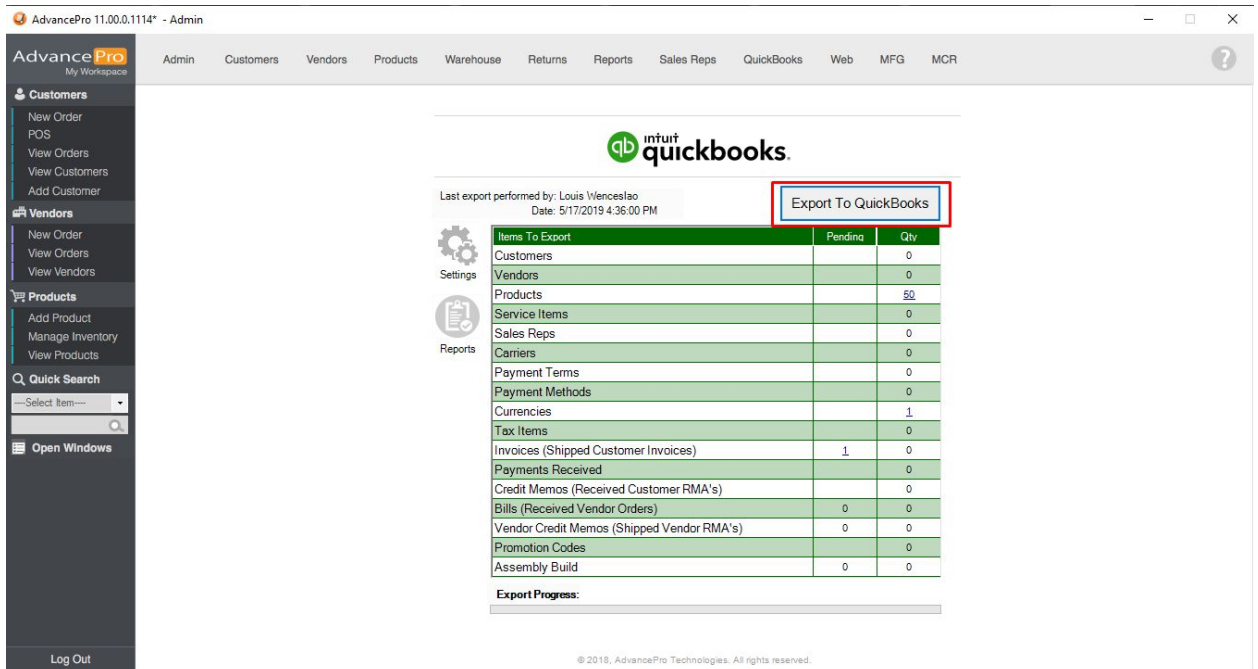 AdvancePro 11.00.0.1114* - Admin
AdvancePro
My Workspace
Admin Customers Vendors Products Warehouse Returns Reports Sales Reps QuickBooks Web MFG MCR
?
Customers
New Order
POS
View Orders
View Customers
Add Customer
Vendors
New Order
View Orders
View Vendors
Products
Add Product
Manage Inventory
View Products
Quick Search
----Select Item----
Open Windows
Log Out
qb intuit quickbooks.
Last export performed by: Louis Wenceslao
Date: 5/17/2019 4:36:00 PM
Export To QuickBooks
Settings
Reports
Items To Export Pending Qty
Customers 0
Vendors 0
Products 50
Service Items 0
Sales Reps 0
Carriers 0
Payment Terms 0
Payment Methods 0
Currencies 1
Tax Items 0
Invoices (Shipped Customer Invoices) 1 0
Payments Received 0
Credit Memos (Received Customer RMA's) 0
Bills (Received Vendor Orders) 0 0
Vendor Credit Memos (Shipped Vendor RMA's) 0 0
Promotion Codes 0
Assembly Build 0 0
Export Progress:
© 2018, AdvancePro Technologies. All rights reserved.